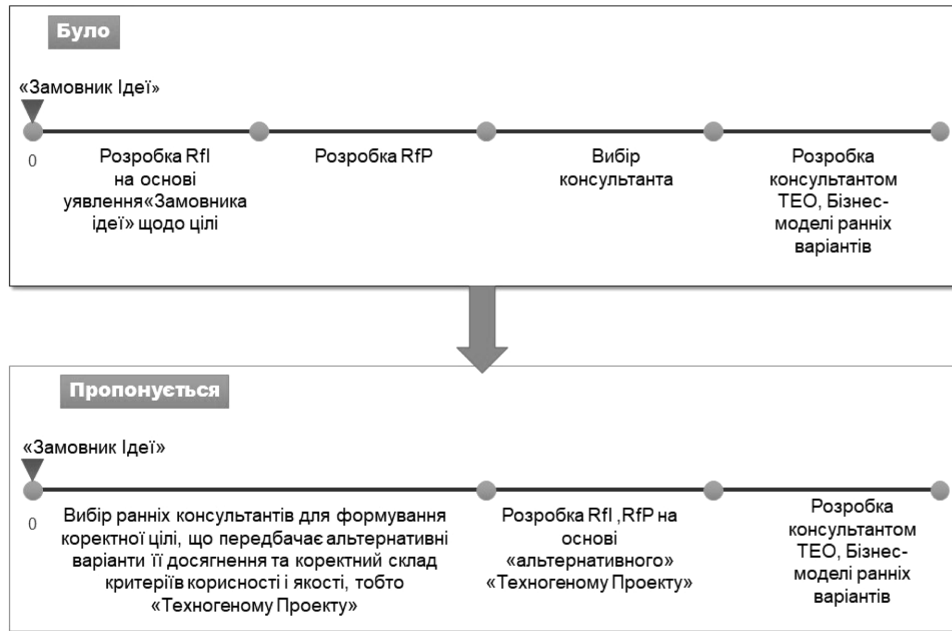 Було
«Замовник Ідеї»
0
Розробка RfI
на основі
уявлення«Замовника
ідеї» щодо цілі
Розробка RfP
Вибір
консультанта
Розробка
консультантом
ТЕО, Бізнес-
моделі ранніх
варіантів
Пропонується
«Замовник Ідеї»
0
Вибір ранніх консультантів для формування
коректної цілі, що передбачає альтернативні
варіанти її досягнення та коректний склад
критеріїв корисності і якості, тобто
«Техногеному Проекту»
Розробка RfI ,RfP на
основі
«альтернативного»
«Техногеному Проекту»
Розробка
консультантом
ТЕО, Бізнес-
моделі ранніх
варіантів